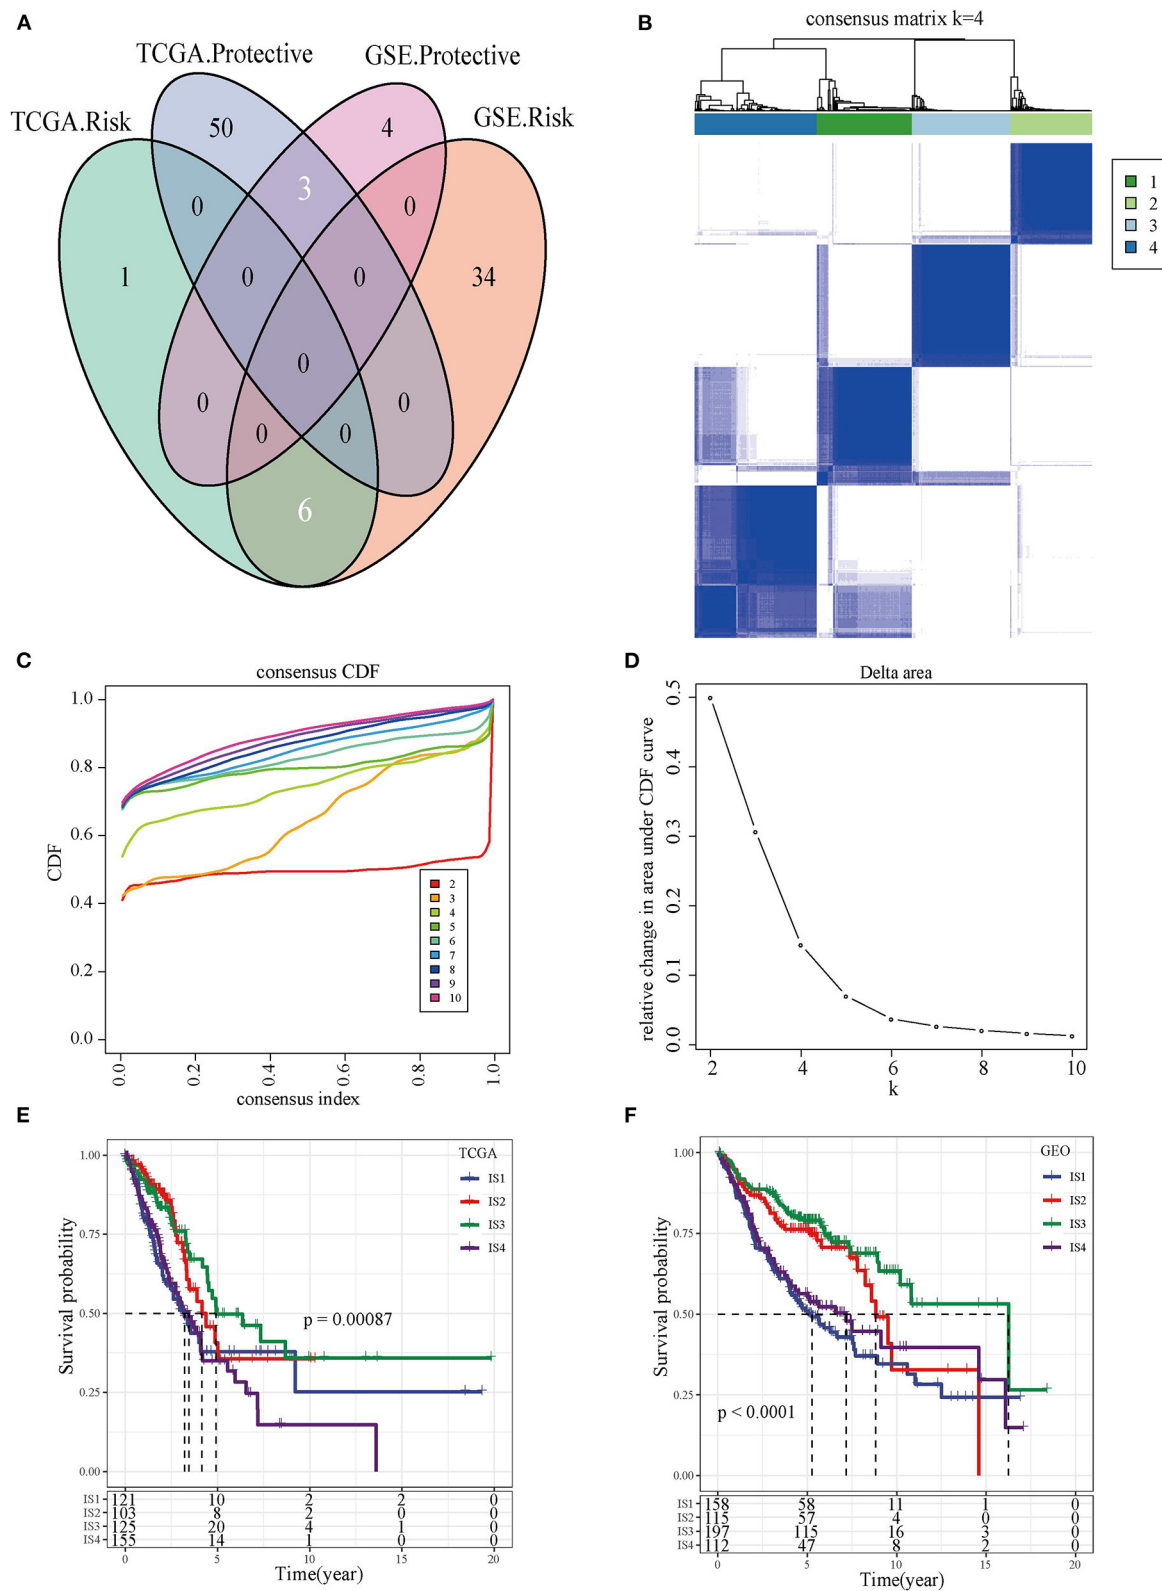 A
TCGA.Protective
GSE.Protective
TCGA.Risk
GSE.Risk
50
4
3
0
0
1
0
0
34
0
0
0
0
0
6
B
consensus matrix k=4
1
2
3
4
C
consensus CDF
CDF
1.0
0.8
0.6
0.4
0.2
0.0
2
3
4
5
6
7
8
9
10
0.0 0.2 0.4 0.6 0.8 1.0
consensus index
D
Delta area
relative change in area under CDF curve
0.5
0.4
0.3
0.2
0.1
0.0
2 4 6 8 10
k
E
TCGA
IS1
IS2
IS3
IS4
Survival probability
1.00
0.75
0.50
0.25
0.00
p = 0.00087
IS1 121 10 2 2 0
IS2 103 8 2 0 0
IS3 125 20 4 1 0
IS4 155 14 1 0 0
0 5 10 15 20
Time(year)
F
GEO
IS1
IS2
IS3
IS4
Survival probability
1.00
0.75
0.50
0.25
0.00
p < 0.0001
IS1 158 58 11 1 0
IS2 115 57 4 0 0
IS3 197 115 16 3 0
IS4 112 47 8 2 0
0 5 10 15 20
Time(year)